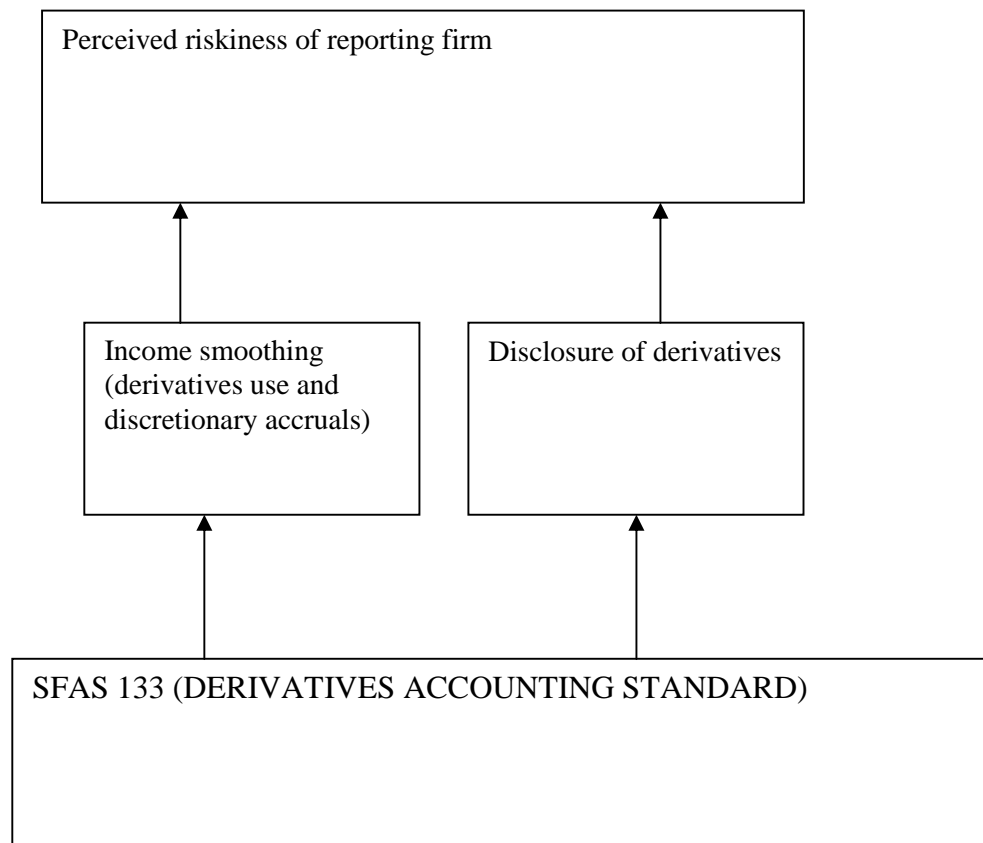 Perceived riskiness of reporting firm
Income smoothing
(derivatives use and
discretionary accruals)
Disclosure of derivatives
SFAS 133 (DERIVATIVES ACCOUNTING STANDARD)